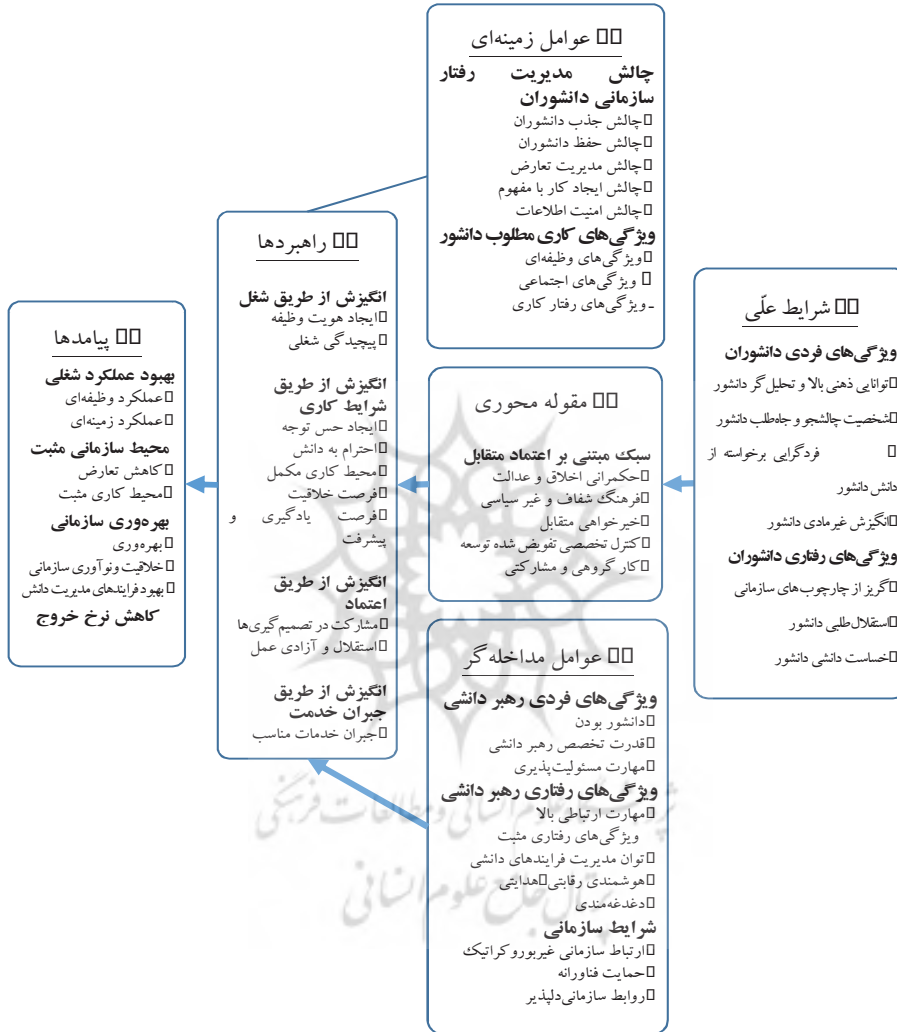 عوامل زمینه‌ای
چالش مدیریت رفتار
سازمانی دانشوران
چالش جذب دانشوران
چالش حفظ دانشوران
چالش مدیریت تعارض
چالش ایجاد کار با مفهوم
چالش امنیت اطلاعات
ویژگی‌های کاری مطلوب دانشور
ویژگی‌های وظیفه‌ای
ویژگی‌های اجتماعی
ـ ویژگی‌های رفتار کاری
شرایط علّی
ویژگی‌های فردی دانشوران
توانایی ذهنی بالا و تحلیل‌گر دانشور
شخصیت چالشجو و جاه‌طلب دانشور
فردگرایی برخواسته از
دانش دانشور
انگیزش غیرمادی دانشور
ویژگی‌های رفتاری دانشوران
گریز از چارچوب‌های سازمانی
استقلال‌طلبی دانشور
خساست دانشی دانشور
مقوله محوری
سبک مبتنی بر اعتماد متقابل
حکمرانی اخلاق و عدالت
فرهنگ شفاف و غیر سیاسی
خیرخواهی متقابل
کنترل تخصصی تفویض شده توسعه
کار گروهی و مشارکتی
عوامل مداخله‌گر
ویژگی‌های فردی رهبر دانشی
دانشور بودن
قدرت تخصص رهبر دانشی
مهارت مسئولیت‌پذیری
ویژگی‌های رفتاری رهبر دانشی
مهارت ارتباطی بالا
ویژگی‌های رفتاری مثبت
توان مدیریت فرایندهای دانشی
هوشمندی رقابتی هدایتی
دغدغه‌مندی
شرایط سازمانی
ارتباط سازمانی غیربوروکراتیک
حمایت فناورانه
روابط سازمانی‌دلپذیر
راهبردها
انگیزش از طریق شغل
ایجاد هویت وظیفه
پیچیدگی شغلی
انگیزش از طریق
شرایط کاری
ایجاد حس توجه
احترام به دانش
محیط کاری مکمل
فرصت خلاقیت
فرصت یادگیری و
پیشرفت
انگیزش از طریق
اعتماد
مشارکت در تصمیم‌گیری‌ها
استقلال و آزادی عمل
انگیزش از طریق
جبران خدمت
جبران خدمات مناسب
پیامدها
بهبود عملکرد شغلی
عملکرد وظیفه‌ای
عملکرد زمینه‌ای
محیط سازمانی مثبت
کاهش تعارض
محیط کاری مثبت
بهره‌وری سازمانی
بهره‌وری
خلاقیت ونوآوری سازمانی
بهبود فرایندهای مدیریت دانش
کاهش نرخ خروج
پرتال جامع علوم انسانی